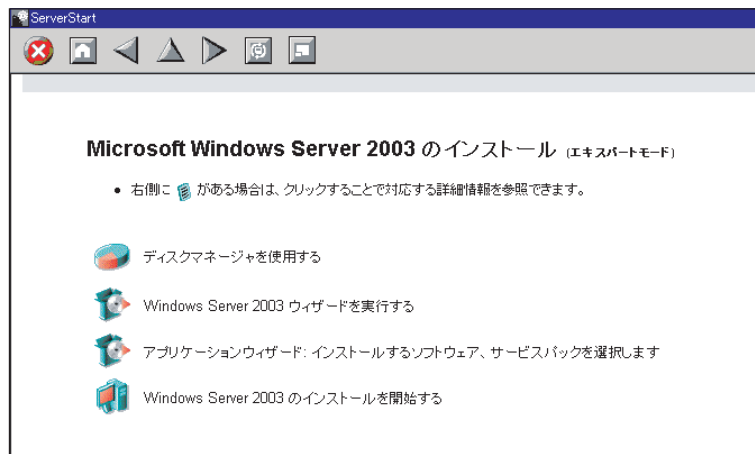 ServerStart
Microsoft Windows Server 2003 のインストール (エキスパートモード)
• 右側に がある場合は、クリックすることで対応する詳細情報を参照できます。
ディスクマネージャを使用する
Windows Server 2003 ウィザードを実行する
アプリケーションウィザード: インストールするソフトウェア、サービスパックを選択します
Windows Server 2003 のインストールを開始する